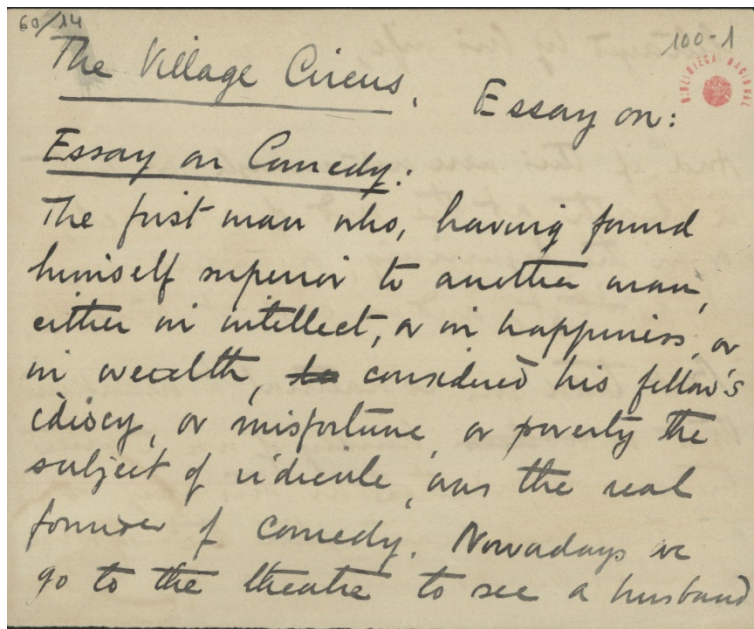 60/14
100-1
BIBLIOTECA NACIONAL
The Village Circus. Essay on:
Essay on Comedy.
The first man who, having found
himself superior to another man,
either in intellect, or in happiness, or
in wealth, to considered his fellow's
idiocy, or misfortune, or poverty the
subject of ridicule, was the real
founder of comedy. Nowadays we
go to the theatre to see a husband